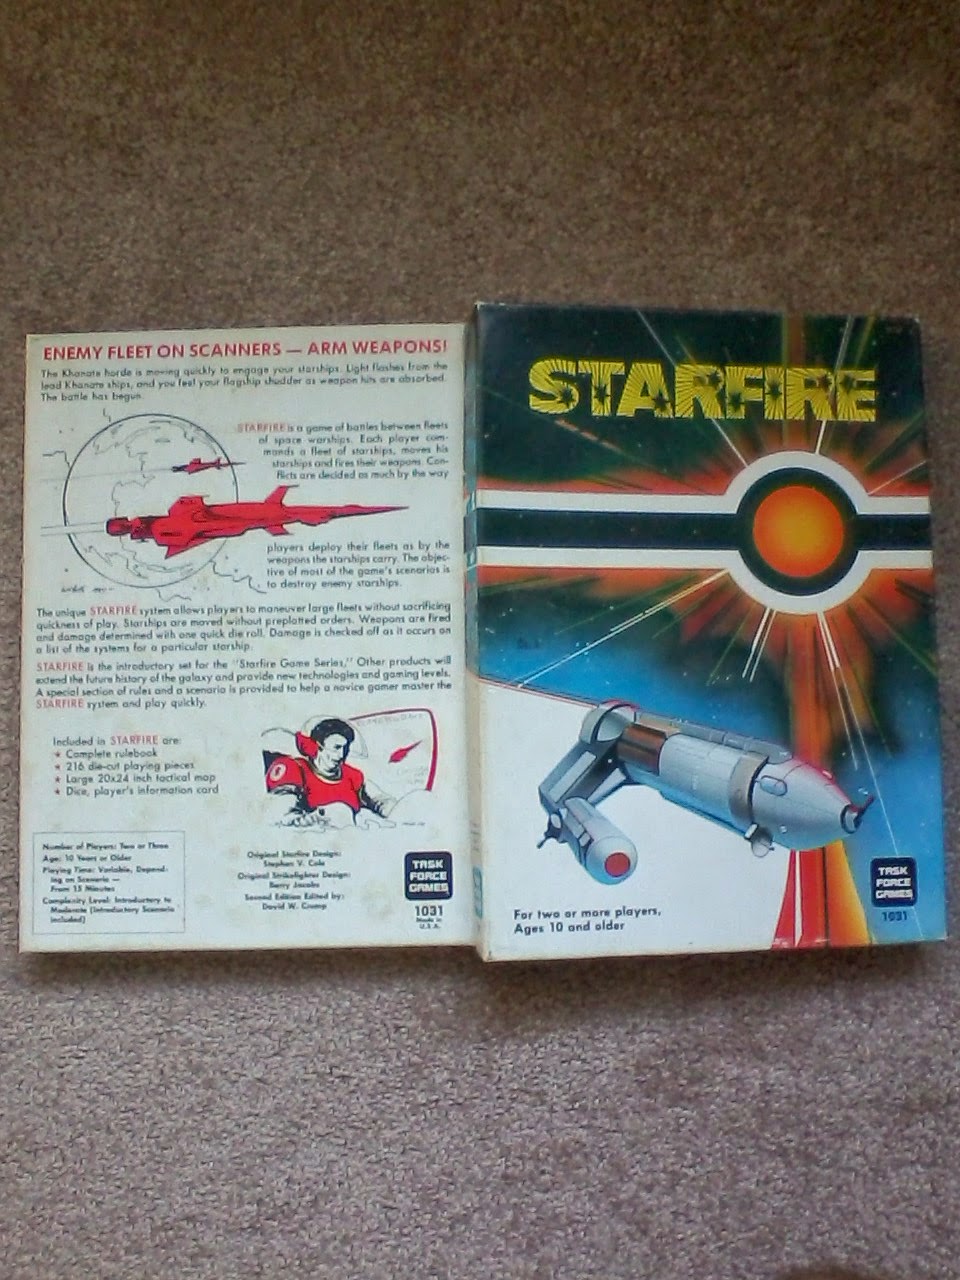 ENEMY FLEET ON SCANNERS — ARM WEAPONS!
The Khanate horde is moving quickly to engage your starships. Light flashes from the
lead Khanate ships, and you feel your flagship shudder as weapon hits are absorbed.
The battle has begun.
STARFIRE is a game of battles between fleets
of space warships. Each player com-
mands a fleet of starships, moves his
starships and fires their weapons. Con-
flicts are decided as much by the way
players deploy their fleets as by the
weapons the starships carry. The objec-
tive of most of the game's scenarios is
to destroy enemy starships.
The unique STARFIRE system allows players to maneuver large fleets without sacrificing
quickness of play. Starships are moved without preplotted orders. Weapons are fired
and damage determined with one quick die roll. Damage is checked off as it occurs on
a list of the systems for a particular starship.
STARFIRE is the introductory set for the "Starfire Game Series." Other products will
extend the future history of the galaxy and provide new technologies and gaming levels.
A special section of rules and a scenario is provided to help a novice gamer master the
STARFIRE system and play quickly.
Included in STARFIRE are:
★ Complete rulebook
★ 216 die-cut playing pieces
★ Large 20x24 inch tactical map
★ Dice, player's information card
Number of Players: Two or Three
Age: 10 Years or Older
Playing Time: Variable, Depend-
ing on Scenario —
From 15 Minutes
Complexity Level: Introductory to
Moderate (Introductory Scenario
Included)
Original Starfire Design:
Stephen V. Cole
Original Strikefighter Design:
Barry Jacobs
Second Edition Edited by:
David W. Crump
TASK
FORCE
GAMES
1031
Made in
U.S.A.
STARFIRE
For two or more players,
Ages 10 and older
TASK
FORCE
GAMES
1031